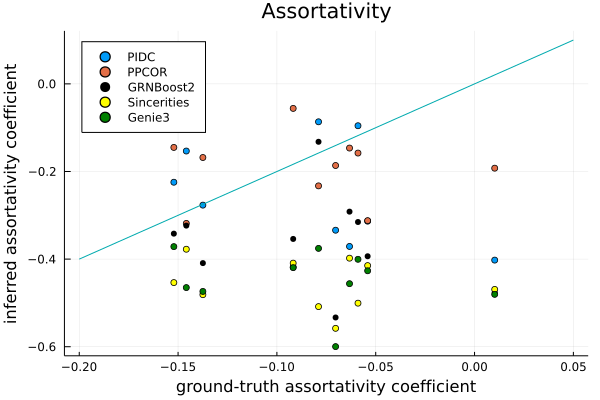 Assortativity
inferred assortativity coefficient
0.0
−0.2
−0.4
−0.6
PIDC
PPCOR
GRNBoost2
Sincerities
Genie3
−0.20
−0.15
−0.10
−0.05
0.00
0.05
ground-truth assortativity coefficient